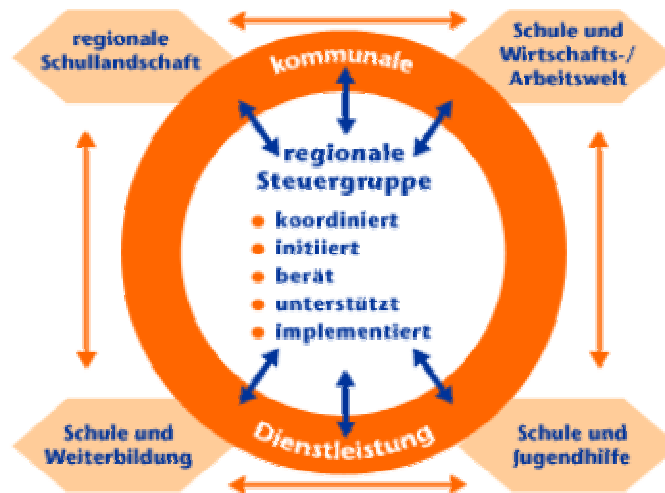 regionale
Schullandschaft
Schule und
Wirtschafts-/
Arbeitswelt
kommunale
regionale
Steuergruppe
koordiniert
initiiert
berät
unterstützt
implementiert
Dienstleistung
Schule und
Weiterbildung
Schule und
Jugendhilfe